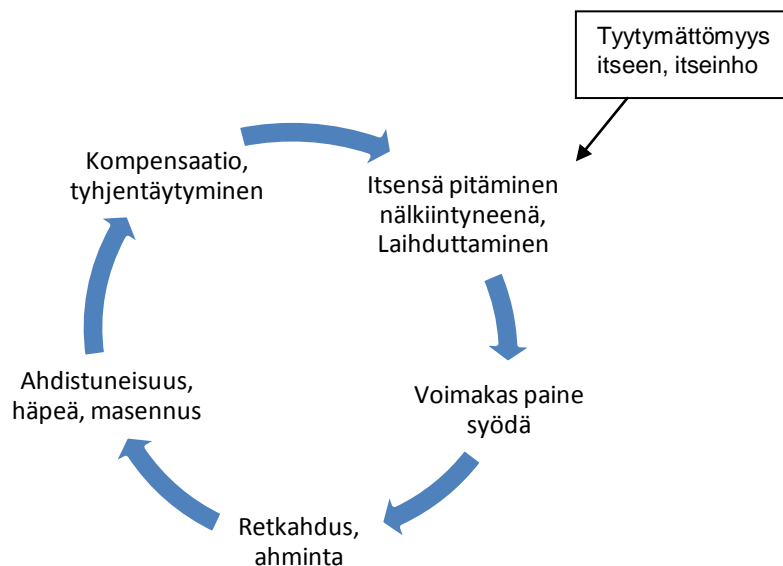 Tyytymättömyys
itseen, itseinho
Kompensaatio,
tyhjentäytyminen
Itsensä pitäminen
nälkiintyneenä,
Laihduttaminen
Voimakas paine
syödä
Retkahdus,
ahminta
Ahdistuneisuus,
häpeä, masennus